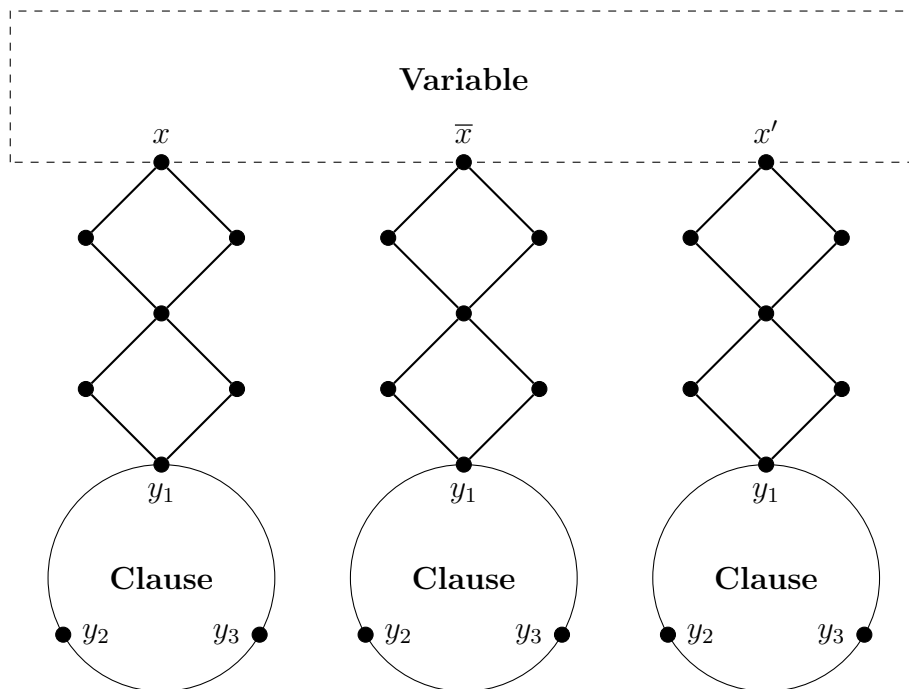 Variable
x x̅ x′
y₁ y₁ y₁
Clause Clause Clause
y₂ y₃ y₂ y₃ y₂ y₃